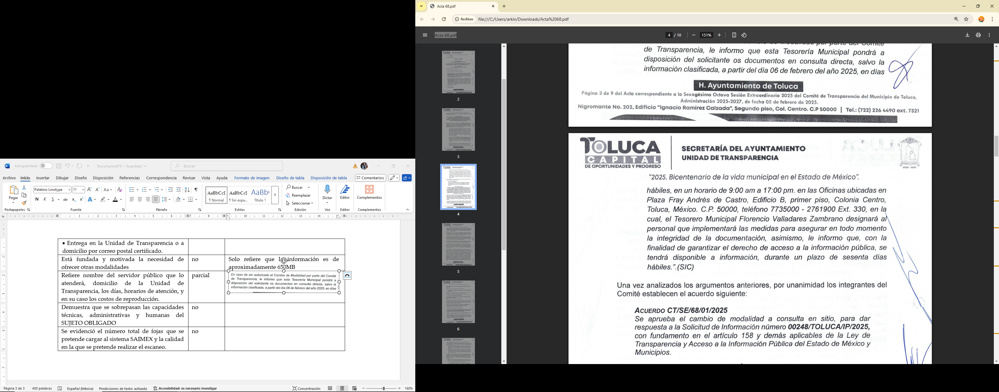 Autoguardado
Documento619 • Guardado
Buscar
Archivo Inicio Insertar Dibujar Diseño Disposición Referencias Correspondencia Revisar Vista Ayuda Formato de imagen Diseño de tabla Disposición de tabla Comentarios
Pegar
Palatino Linotype 11
N K S ab x₂ x² A A
AaBbCcI AaBbCcI AaBb(
¶ Normal ¶ Sin espa... Título 1
Buscar
Reemplazar
Seleccionar
Dictar
Editor
Complementos
Portapapeles Fuente Párrafo Estilos Edición Voz Editor Complementos
• Entrega en la Unidad de Transparencia o a
domicilio por correo postal certificado.
Está fundada y motivada la necesidad de
ofrecer otras modalidades
no
Solo refiere que la información es de
aproximadamente 650MB
Refiere nombre del servidor público que lo
atenderá, domicilio de la Unidad de
Transparencia, los días, horarios de atención, y
en su caso los costos de reproducción.
parcial
En caso de ser autorizado el Cambio de Modalidad por parte del Comité
de Transparencia, le informo que esta Tesorería Municipal pondrá a
disposición del solicitante os documentos en consulta directa, salvo la
información clasificada, a partir del día 06 de febrero del año 2025, en días
Demuestra que se sobrepasan las capacidades
técnicas, administrativas y humanas del
SUJETO OBLIGADO
no
Se evidenció el número total de fojas que se
pretende cargar al sistema SAIMEX y la calidad
en la que se pretende realizar el escaneo.
no
Página 3 de 3 400 palabras Español (México) Predicciones de texto: activado Accesibilidad: es necesario investigar Concentración 160%
Acta 68.pdf
Archivo file:///C:/Users/arkin/Downloads/Acta%2068.pdf
Acta 68.pdf
4 / 10 151%
2
3
4
5
6
de Transparencia, le informo que esta Tesorería Municipal pondrá a
disposición del solicitante os documentos en consulta directa, salvo la
información clasificada, a partir del día 06 de febrero del año 2025, en días
H. Ayuntamiento de Toluca
Página 3 de 9 del Acta correspondiente a la Sexagésima Octava Sesión Extraordinaria 2025 del Comité de Transparencia del Municipio de Toluca,
Administración 2025-2027, de fecha 05 de febrero de 2025.
Nigromante No. 202, Edificio "Ignacio Ramírez Calzada", Segundo piso, Col. Centro. C.P 50000 | Tel.: (722) 226 4490 ext. 7321
TOLUCA
CAPITAL
DE OPORTUNIDADES Y PROGRESO
SECRETARÍA DEL AYUNTAMIENTO
UNIDAD DE TRANSPARENCIA
2025 - 2027
“2025. Bicentenario de la vida municipal en el Estado de México”.
hábiles, en un horario de 9:00 am a 17:00 pm. en las Oficinas ubicadas en
Plaza Fray Andrés de Castro, Edificio B, primer piso, Colonia Centro,
Toluca, México. C.P. 50000, teléfono 7735000 - 2761900 Ext. 330, en la
cual, el Tesorero Municipal Florencio Valladares Zambrano designará al
personal que implementará las medidas para asegurar en todo momento
la integridad de la documentación, asimismo, le informo que, con la
finalidad de garantizar el derecho de acceso a la información pública, se
tendrá disponible a información, durante un plazo de sesenta días
hábiles.”.(SIC)
Una vez analizados los argumentos anteriores, por unanimidad los integrantes del
Comité establecen el acuerdo siguiente:
ACUERDO CT/SE/68/01/2025
Se aprueba el cambio de modalidad a consulta en sitio, para dar
respuesta a la Solicitud de Información número 00248/TOLUCA/IP/2025,
con fundamento en el artículo 158 y demás aplicables de la Ley de
Transparencia y Acceso a la Información Pública del Estado de México y
Municipios.